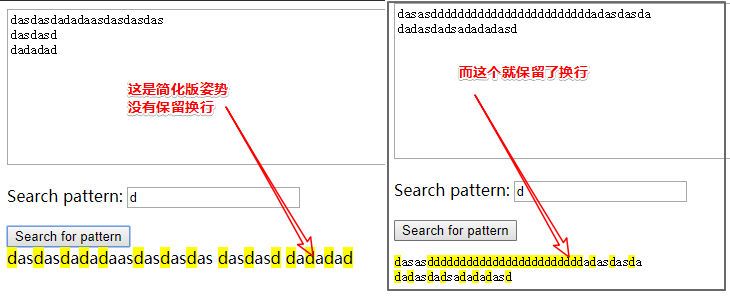 dasdasdadadaasdasdasdas
dasdasd
dadadad
这是简化版姿势
没有保留换行
Search pattern: d
Search for pattern
dasdasdadadaasdasdasdas dasdasd dadadad
dasasddddddddddddddddddddddddadasdasda
dadasdadsadadadasd
而这个就保留了换行
Search pattern: d
Search for pattern
dasasddddddddddddddddddddddddadasdasda
dadasdadsadadadasd